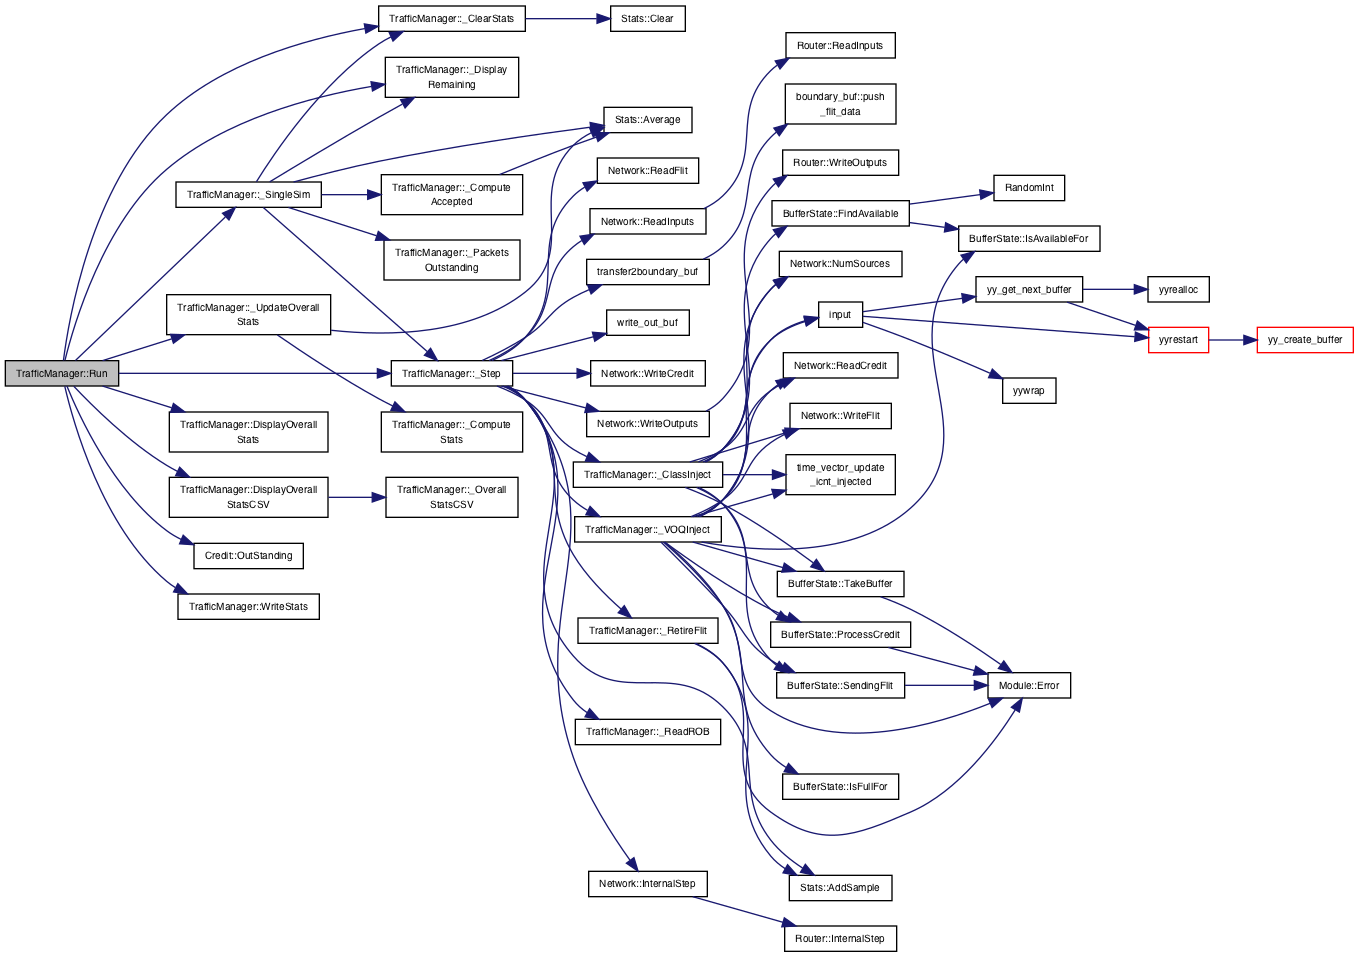 TrafficManager::Run
TrafficManager::_SingleSim
TrafficManager::_UpdateOverall
Stats
TrafficManager::DisplayOverall
Stats
TrafficManager::DisplayOverall
StatsCSV
Credit::OutStanding
TrafficManager::WriteStats
TrafficManager::_ClearStats
TrafficManager::_Display
Remaining
TrafficManager::_Compute
Accepted
TrafficManager::_Packets
Outstanding
TrafficManager::_Step
TrafficManager::_Compute
Stats
TrafficManager::_Overall
StatsCSV
Stats::Clear
Stats::Average
Network::ReadFlit
Network::ReadInputs
transfer2boundary_buf
write_out_buf
Network::WriteCredit
Network::WriteOutputs
TrafficManager::_ClassInject
TrafficManager::_VOQInject
TrafficManager::_RetireFlit
TrafficManager::_ReadROB
Network::InternalStep
Router::ReadInputs
boundary_buf::push
_flit_data
Router::WriteOutputs
BufferState::FindAvailable
Network::NumSources
input
Network::ReadCredit
Network::WriteFlit
time_vector_update
_icnt_injected
BufferState::TakeBuffer
BufferState::ProcessCredit
BufferState::SendingFlit
BufferState::IsFullFor
Stats::AddSample
Router::InternalStep
RandomInt
BufferState::IsAvailableFor
yy_get_next_buffer
yywrap
Module::Error
yyrealloc
yyrestart
yy_create_buffer